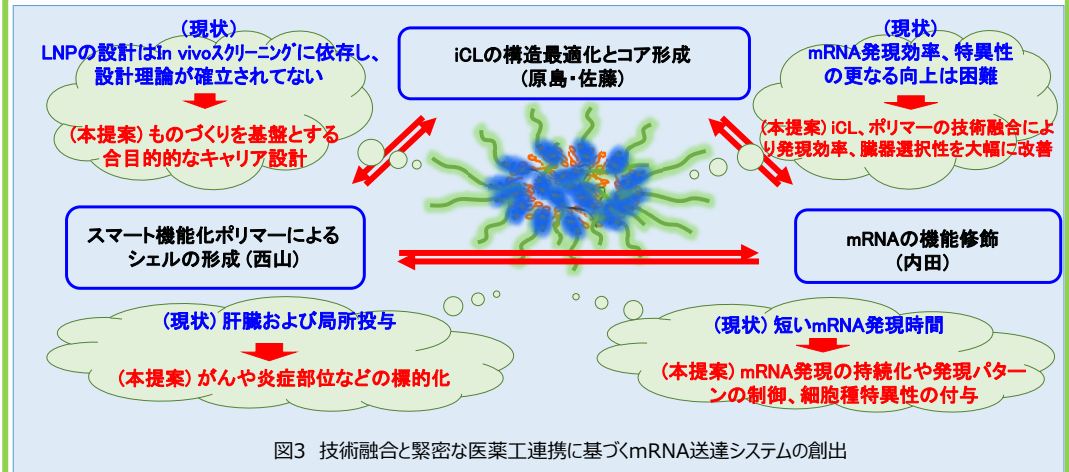 (現状)
LNPの設計はIn vivoスクリーニングに依存し、
設計理論が確立されてない
(本提案) ものづくりを基盤とする
合目的的なキャリア設計
iCLの構造最適化とコア形成
(原島・佐藤)
(現状)
mRNA発現効率、特異性
の更なる向上は困難
(本提案) iCL、ポリマーの技術融合によ
り発現効率、臓器選択性を大幅に改善
スマート機能化ポリマーによる
シェルの形成 (西山)
mRNAの機能修飾
(内田)
(現状) 肝臓および局所投与
(本提案) がんや炎症部位などの標的化
(現状) 短いmRNA発現時間
(本提案) mRNA発現の持続化や発現パター
ンの制御、細胞種特異性の付与
図3 技術融合と緊密な医薬工連携に基づくmRNA送達システムの創出